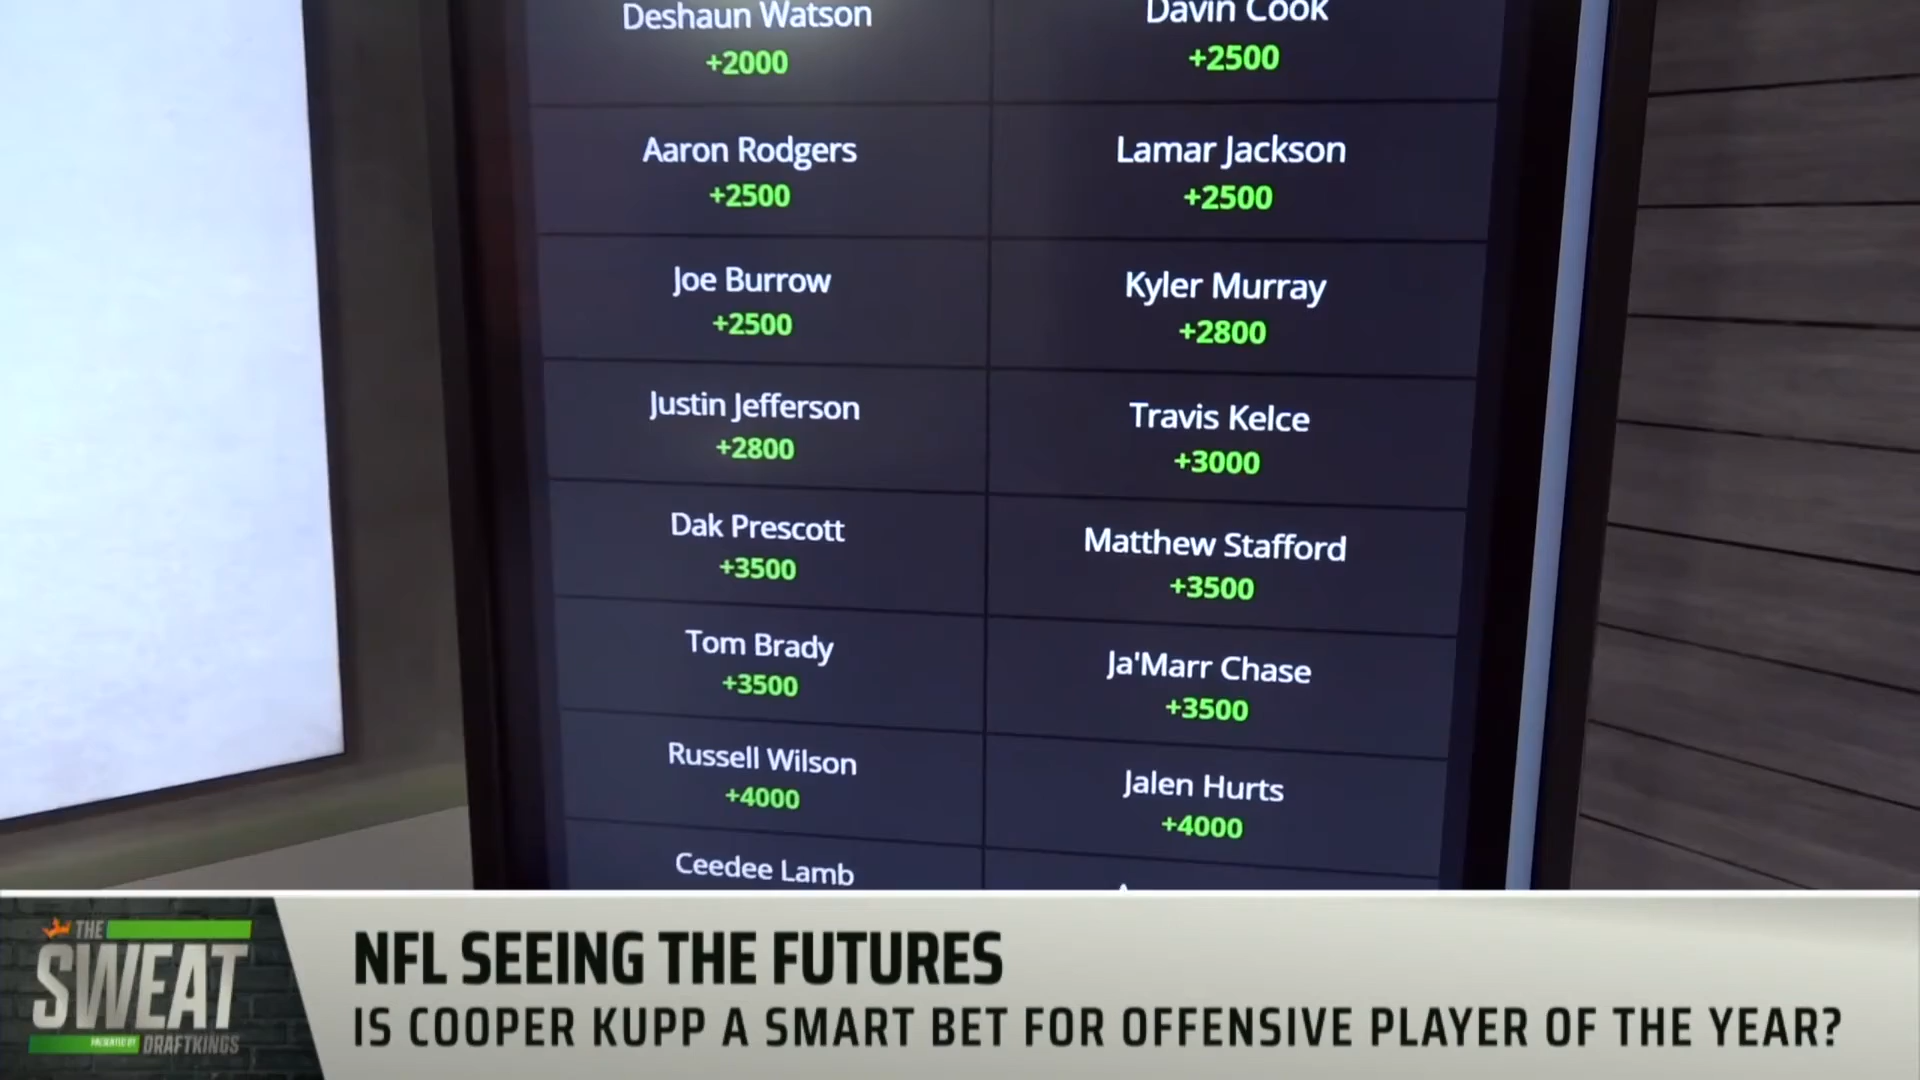 Deshaun Watson
+2000
Davin Cook
+2500
Aaron Rodgers
+2500
Lamar Jackson
+2500
Joe Burrow
+2500
Kyler Murray
+2800
Justin Jefferson
+2800
Travis Kelce
+3000
Dak Prescott
+3500
Matthew Stafford
+3500
Tom Brady
+3500
Ja'Marr Chase
+3500
Russell Wilson
+4000
Jalen Hurts
+4000
Ceedee Lamb
THE
SWEAT
PRESENTED BY DRAFTKINGS
NFL SEEING THE FUTURES
IS COOPER KUPP A SMART BET FOR OFFENSIVE PLAYER OF THE YEAR?